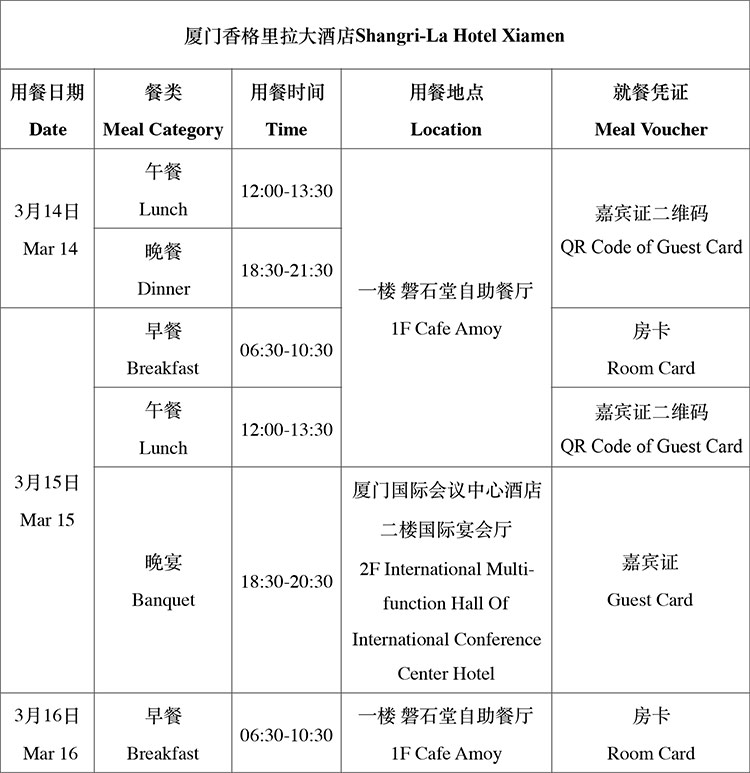 厦门香格里拉大酒店Shangri-La Hotel Xiamen
用餐日期
Date
餐类
Meal Category
用餐时间
Time
用餐地点
Location
就餐凭证
Meal Voucher
3月14日
Mar 14
午餐
Lunch
12:00-13:30
一楼 磐石堂自助餐厅
1F Cafe Amoy
嘉宾证二维码
QR Code of Guest Card
晚餐
Dinner
18:30-21:30
3月15日
Mar 15
早餐
Breakfast
06:30-10:30
房卡
Room Card
午餐
Lunch
12:00-13:30
嘉宾证二维码
QR Code of Guest Card
晚宴
Banquet
18:30-20:30
厦门国际会议中心酒店
二楼国际宴会厅
2F International Multi-
function Hall Of
International Conference
Center Hotel
嘉宾证
Guest Card
3月16日
Mar 16
早餐
Breakfast
06:30-10:30
一楼 磐石堂自助餐厅
1F Cafe Amoy
房卡
Room Card